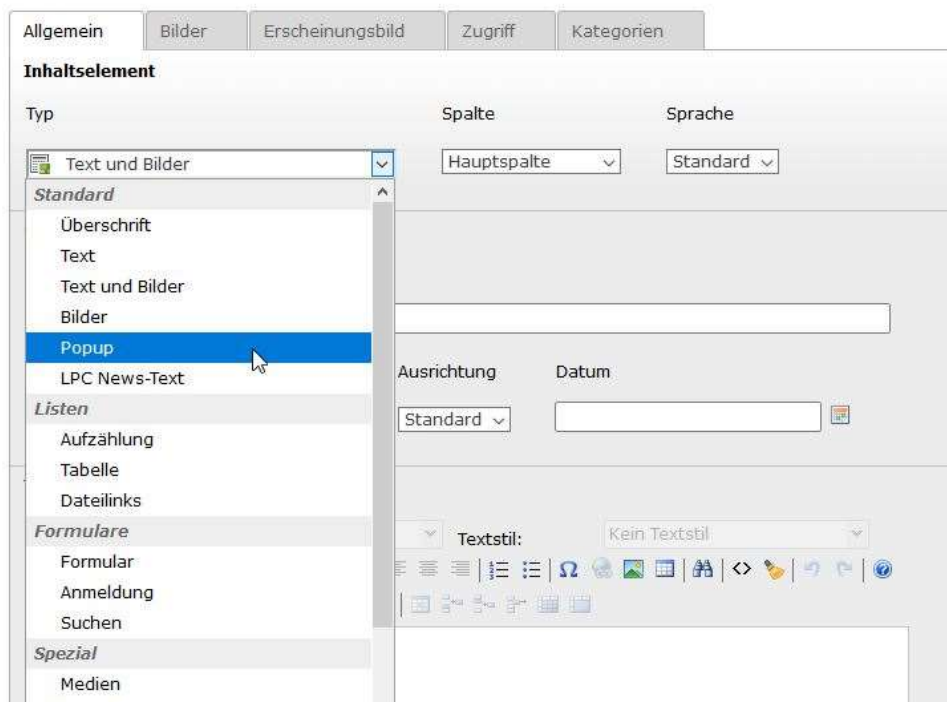 Allgemein Bilder Erscheinungsbild Zugriff Kategorien
Inhaltselement
Typ Spalte Sprache
Text und Bilder Hauptspalte Standard
Standard
Überschrift
Text
Text und Bilder
Bilder
Popup
LPC News-Text
Ausrichtung Datum
Listen
Standard
Aufzählung
Tabelle
Dateilinks
Formulare
Textstil: Kein Textstil
Formular
Anmeldung
Suchen
Spezial
Medien